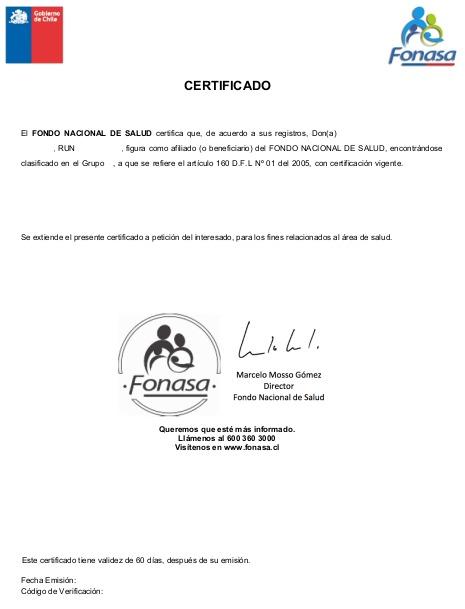 Gobierno
de Chile
Fonasa
CERTIFICADO
El FONDO NACIONAL DE SALUD certifica que, de acuerdo a sus registros, Don(a)
, RUN , figura como afiliado (o beneficiario) del FONDO NACIONAL DE SALUD, encontrándose
clasificado en el Grupo , a que se refiere el artículo 160 D.F.L Nº 01 del 2005, con certificación vigente.
Se extiende el presente certificado a petición del interesado, para los fines relacionados al área de salud.
·Fonasa·
Marcelo Mosso Gómez
Director
Fondo Nacional de Salud
Queremos que esté más informado.
Llámenos al 600 360 3000
Visítenos en www.fonasa.cl
Este certificado tiene validez de 60 días, después de su emisión.
Fecha Emisión:
Código de Verificación: